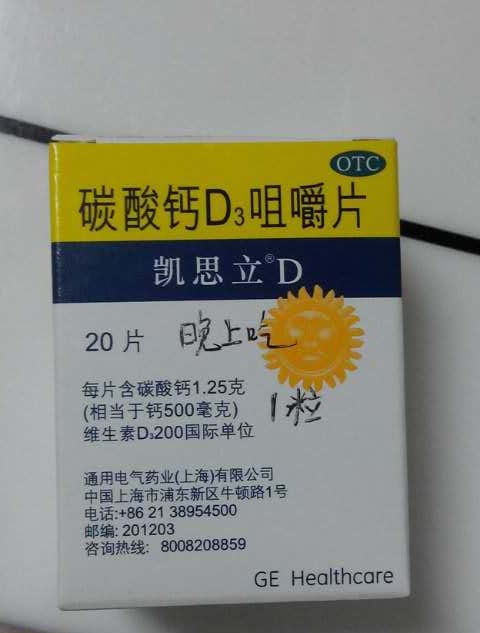 OTC
碳酸钙D3咀嚼片
凯思立®D
20片 晚上吃
每片含碳酸钙1.25克
(相当于钙500毫克) 1粒
维生素D3200国际单位
通用电气药业(上海)有限公司
中国上海市浦东新区牛顿路1号
电话:+86 21 38954500
邮编: 201203
咨询热线: 8008208859
GE Healthcare